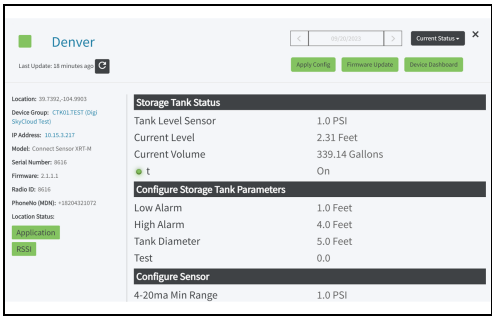 Denver
< 09/20/2023 > Current Status ×
Last Update: 18 minutes ago
Apply Config Firmware Update Device Dashboard
Location: 39.7392,-104.9903
Device Group: CTK01.TEST (Digi
SkyCloud Test)
IP Address: 10.15.3.217
Model: Connect Sensor XRT-M
Serial Number: 8616
Firmware: 2.1.1.1
Radio ID: 8616
PhoneNo (MDN): +18204321072
Location Status:
Application
RSSI
Storage Tank Status
Tank Level Sensor 1.0 PSI
Current Level 2.31 Feet
Current Volume 339.14 Gallons
t On
Configure Storage Tank Parameters
Low Alarm 1.0 Feet
High Alarm 4.0 Feet
Tank Diameter 5.0 Feet
Test 0.0
Configure Sensor
4-20ma Min Range 1.0 PSI